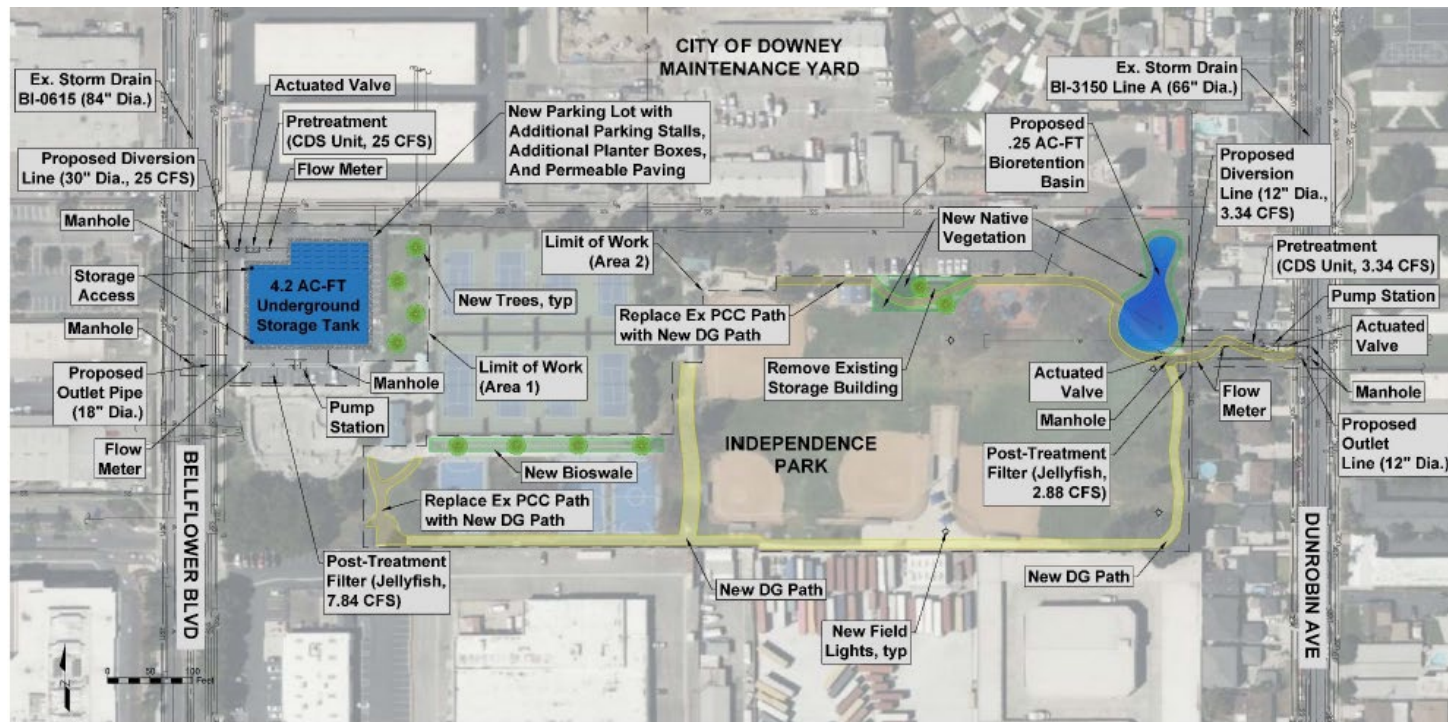 CITY OF DOWNEY
MAINTENANCE YARD
Ex. Storm Drain
BI-0615 (84" Dia.)
Actuated Valve
Pretreatment
(CDS Unit, 25 CFS)
Proposed Diversion
Line (30" Dia., 25 CFS)
Flow Meter
New Parking Lot with
Additional Parking Stalls,
Additional Planter Boxes,
And Permeable Paving
Manhole
Storage
Access
4.2 AC-FT
Underground
Storage Tank
Manhole
Proposed
Outlet Pipe
(18" Dia.)
Flow
Meter
Pump
Station
Manhole
New Trees, typ
Limit of Work
(Area 1)
Limit of Work
(Area 2)
New Native
Vegetation
Replace Ex PCC Path
with New DG Path
Remove Existing
Storage Building
Proposed
.25 AC-FT
Bioretention
Basin
Ex. Storm Drain
BI-3150 Line A (66" Dia.)
Proposed
Diversion
Line (12" Dia.,
3.34 CFS)
Pretreatment
(CDS Unit, 3.34 CFS)
Pump Station
Actuated
Valve
Actuated
Valve
Manhole
Flow
Meter
Manhole
Proposed
Outlet
Line (12" Dia.)
Post-Treatment
Filter (Jellyfish,
2.88 CFS)
INDEPENDENCE
PARK
New Bioswale
Replace Ex PCC Path
with New DG Path
Post-Treatment
Filter (Jellyfish,
7.84 CFS)
New DG Path
New DG Path
New Field
Lights, typ
BELLFLOWER BLVD
DUNROBIN AVE
Z
0 50 100
Feet